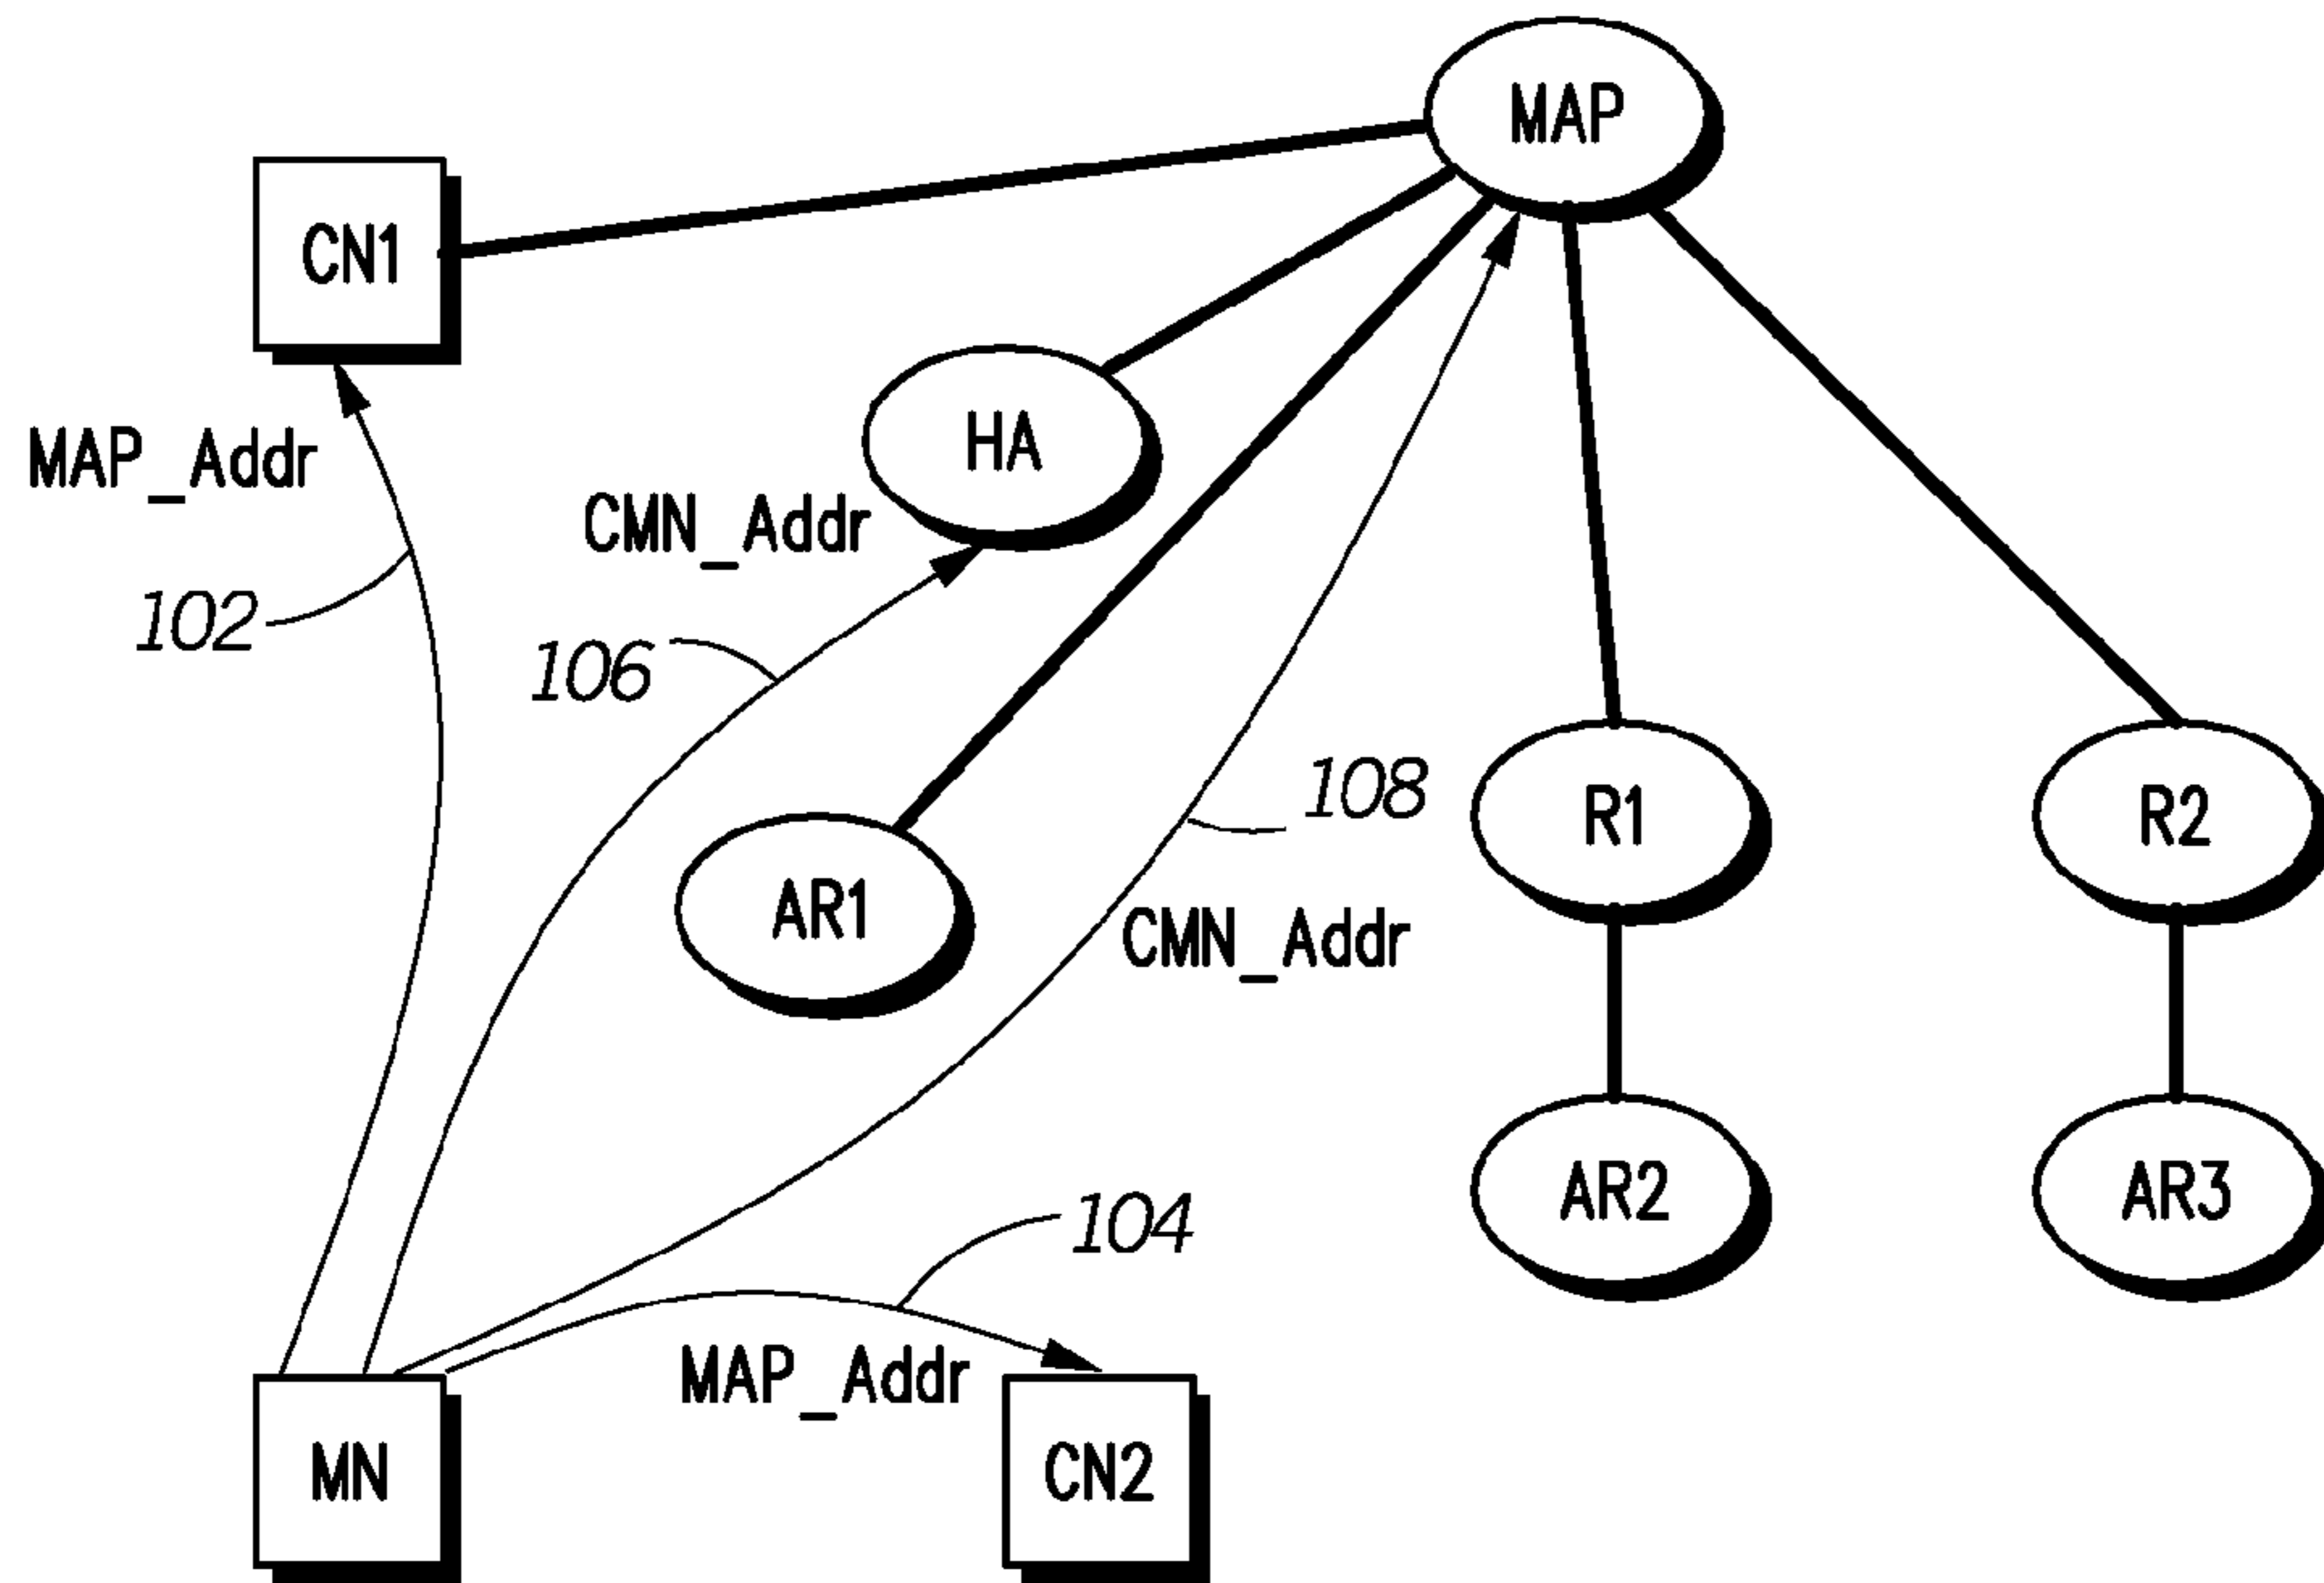 MAP
CN1
HA
MAP_Addr
CMN_Addr
102
106
108
R1
R2
AR1
CMN_Addr
AR2
AR3
104
MAP_Addr
MN
CN2